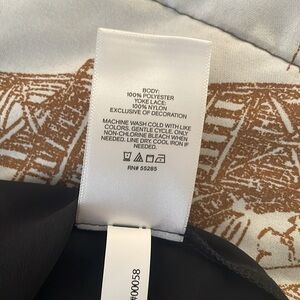 BODY:
100% POLYESTER
YOKE LACE:
100% NYLON
EXCLUSIVE OF DECORATION
MACHINE WASH COLD WITH LIKE
COLORS. GENTLE CYCLE. ONLY
NON-CHLORINE BLEACH WHEN
NEEDED. LINE DRY. COOL IRON IF
NEEDED.
RN# 55285
#00058